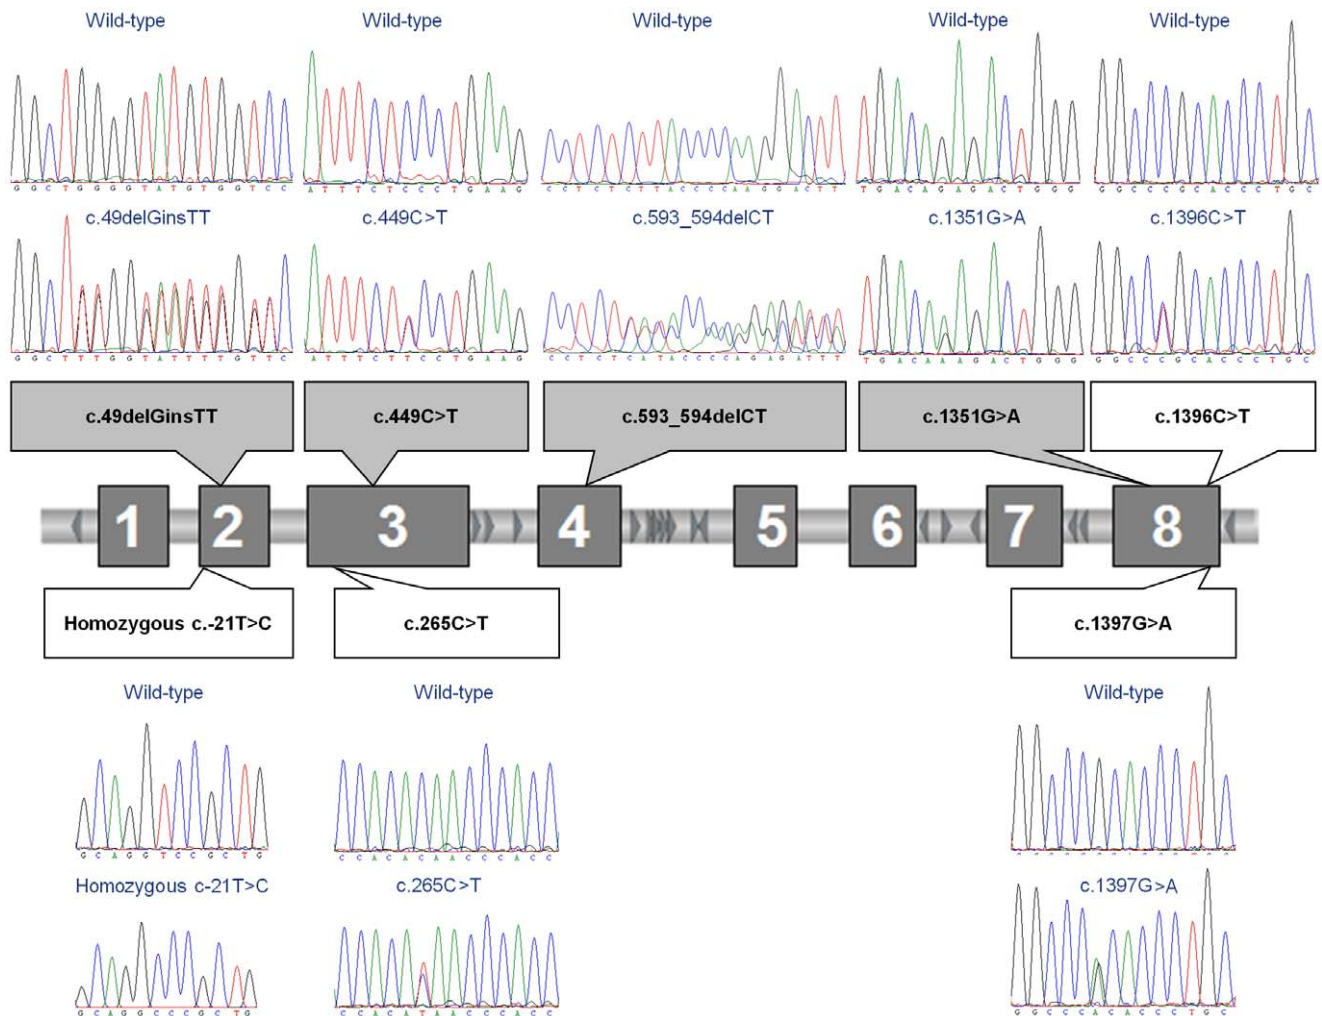 Wild-type Wild-type Wild-type Wild-type Wild-type
G G C T G G G G T A T G T G G T C C
T G A C A G A G A C T G G G
G G C C C G C A C C C T G C
c.49delGinsTT c.449C>T c.593_594delCT c.1351G>A c.1396C>T
T G A C A A A G A C T G G G
G G C C C G C A C C C T G C
c.49delGinsTT c.449C>T c.593_594delCT c.1351G>A c.1396C>T
1 2 3 4 5 6 7 8
Homozygous c.-21T>C c.265C>T c.1397G>A
Wild-type Wild-type Wild-type
G C A G G T C C G C T G
C C A C A C A A C C C A C C
Homozygous c-21T>C c.265C>T c.1397G>A
G C A G G C C C G C T G
C C A C A T A A C C C A C C
G G C C C A C A C C C T G C